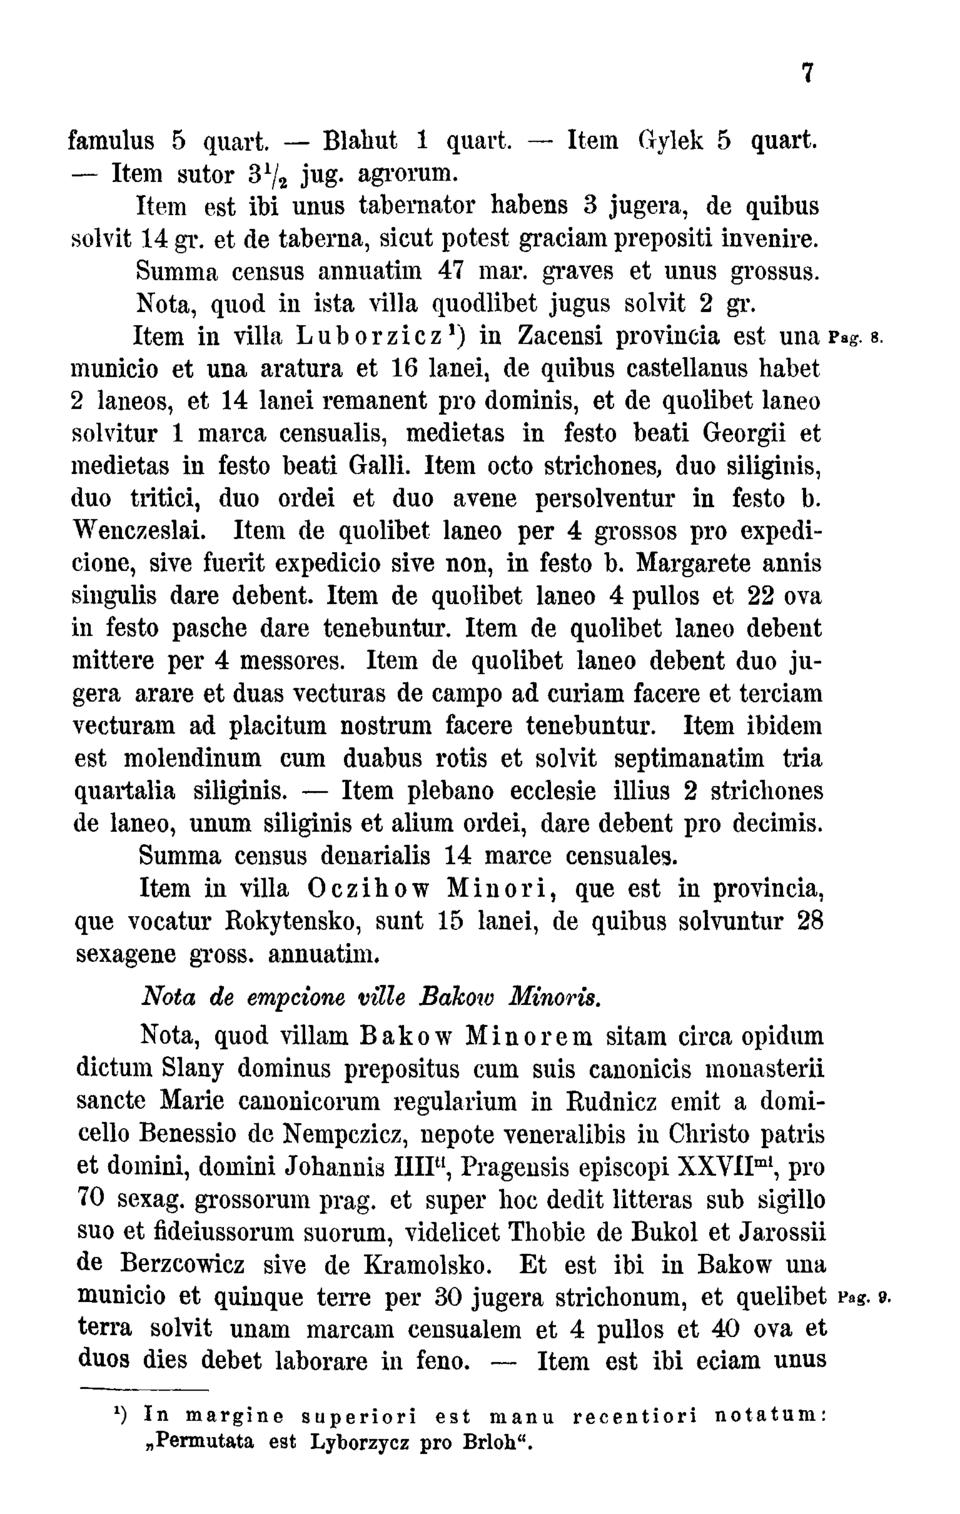 7
famulus 5 quart. — Blahut 1 quart. — Item Gylek 5 quart.
— Item sutor 3¹/₂ jug. agrorum.
Item est ibi unus tabernator habens 3 jugera, de quibus
solvit 14 gr. et de taberna, sicut potest graciam prepositi invenire.
Summa census annuatim 47 mar. graves et unus grossus.
Nota, quod in ista villa quodlibet jugus solvit 2 gr.
Item in villa Luborzicz¹) in Zacensi provincia est una Pag. 8.
municio et una aratura et 16 lanei, de quibus castellanus habet
2 laneos, et 14 lanei remanent pro dominis, et de quolibet laneo
solvitur 1 marca censualis, medietas in festo beati Georgii et
medietas in festo beati Galli. Item octo strichones, duo siliginis,
duo tritici, duo ordei et duo avene persolventur in festo b.
Wenczeslai. Item de quolibet laneo per 4 grossos pro expedi-
cione, sive fuerit expedicio sive non, in festo b. Margarete annis
singulis dare debent. Item de quolibet laneo 4 pullos et 22 ova
in festo pasche dare tenebuntur. Item de quolibet laneo debent
mittere per 4 messores. Item de quolibet laneo debent duo ju-
gera arare et duas vecturas de campo ad curiam facere et terciam
vecturam ad placitum nostrum facere tenebuntur. Item ibidem
est molendinum cum duabus rotis et solvit septimanatim tria
quartalia siliginis. — Item plebano ecclesie illius 2 strichones
de laneo, unum siliginis et alium ordei, dare debent pro decimis.
Summa census denarialis 14 marce censuales.
Item in villa Oczihow Minori, que est in provincia,
que vocatur Rokytensko, sunt 15 lanei, de quibus solvuntur 28
sexagene gross. annuatim.
Nota de empcione ville Bakow Minoris.
Nota, quod villam Bakow Minorem sitam circa opidum
dictum Slany dominus prepositus cum suis canonicis monasterii
sancte Marie canonicorum regularium in Rudnicz emit a domi-
cello Benessio de Nempczicz, nepote veneralibis in Christo patris
et domini, domini Johannis IIIIᵗⁱ, Pragensis episcopi XXVIIᵐⁱ, pro
70 sexag. grossorum prag. et super hoc dedit litteras sub sigillo
suo et fideiussorum suorum, videlicet Thobie de Bukol et Jarossii
de Berzcowicz sive de Kramolsko. Et est ibi in Bakow una
municio et quinque terre per 30 jugera strichonum, et quelibet Pag. 9.
terra solvit unam marcam censualem et 4 pullos et 40 ova et
duos dies debet laborare in feno. — Item est ibi eciam unus
¹) In margine superiori est manu recentiori notatum:
„Permutata est Lyborzycz pro Brloh“.